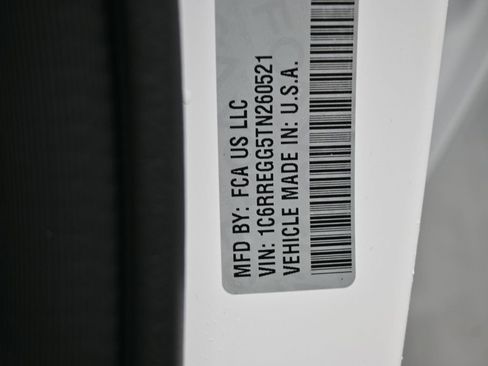 MFD BY: FCA US LLC
VIN: 1C6RREGG5TN260521
VEHICLE MADE IN: U.S.A.